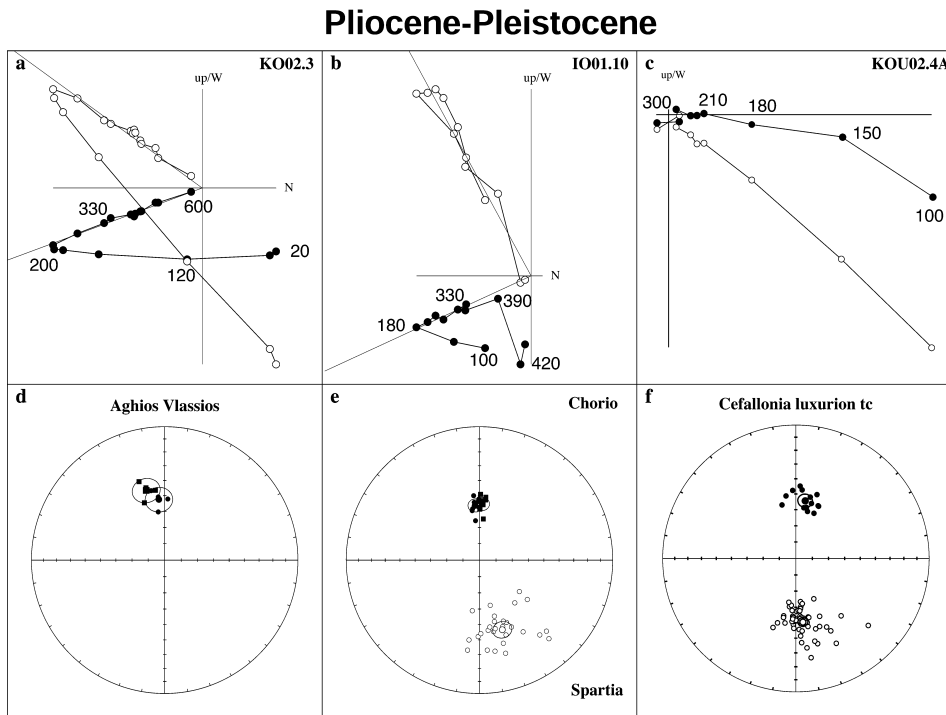 Pliocene-Pleistocene
a
KO02.3
up/W
N
330
600
200
120
20
b
IO01.10
up/W
N
330
390
180
100
420
c
KOU02.4A
up/W
300
210
180
150
100
d
Aghios Vlassios
e
Chorio
Spartia
f
Cefallonia luxurion tc